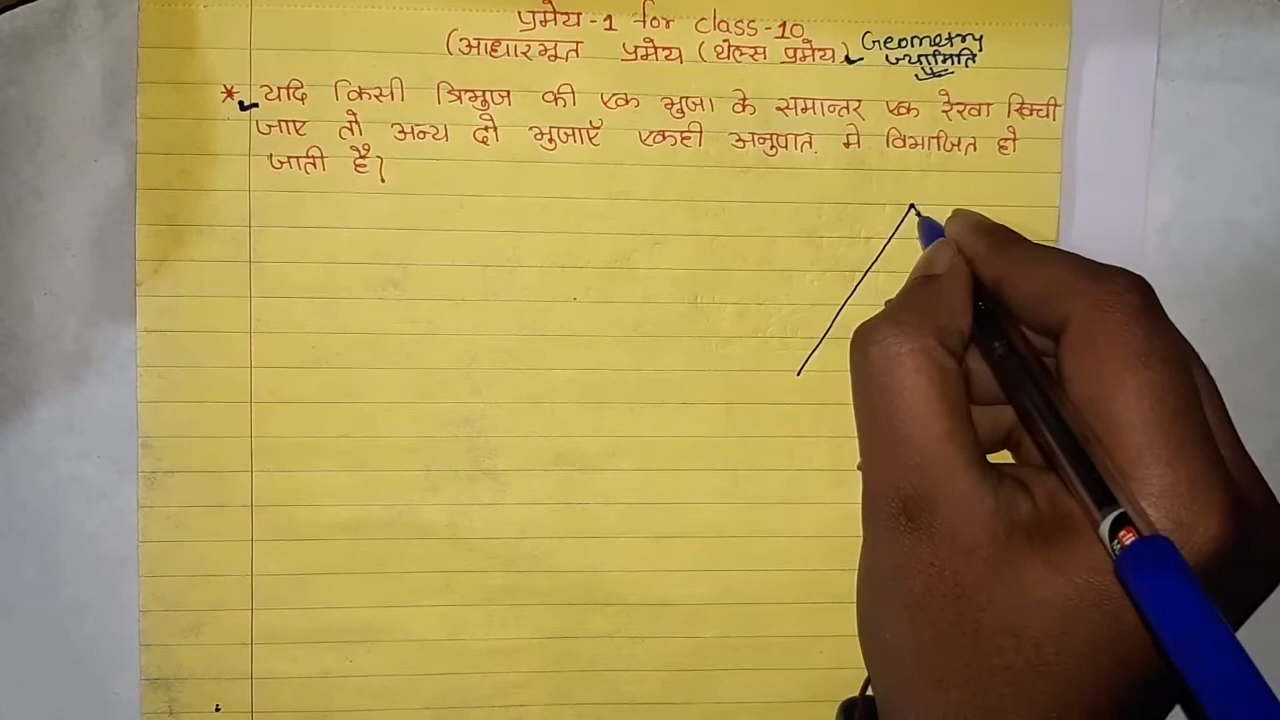 प्रमेय -1 for class-10
(आधारभूत प्रमेय (थेल्स प्रमेय) Geometry
ज्यामिति
* यदि किसी त्रिभुज की एक भुजा के समान्तर एक रेखा खिंची
जाए तो अन्य दो भुजाएँ एकही अनुपात में विभाजित हो
जाती है।